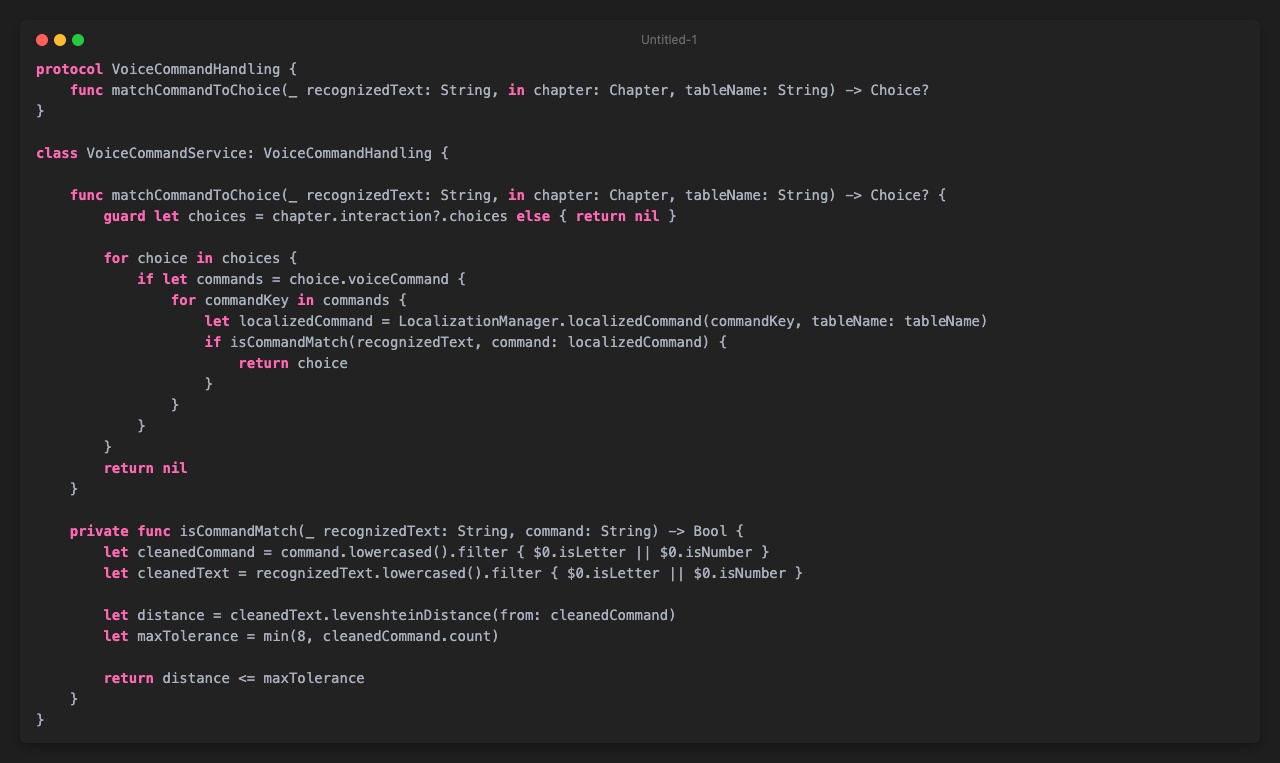 Untitled-1
protocol VoiceCommandHandling {
    func matchCommandToChoice(_ recognizedText: String, in chapter: Chapter, tableName: String) -> Choice?
}

class VoiceCommandService: VoiceCommandHandling {

    func matchCommandToChoice(_ recognizedText: String, in chapter: Chapter, tableName: String) -> Choice? {
        guard let choices = chapter.interaction?.choices else { return nil }

        for choice in choices {
            if let commands = choice.voiceCommand {
                for commandKey in commands {
                    let localizedCommand = LocalizationManager.localizedCommand(commandKey, tableName: tableName)
                    if isCommandMatch(recognizedText, command: localizedCommand) {
                        return choice
                    }
                }
            }
        }
        return nil
    }

    private func isCommandMatch(_ recognizedText: String, command: String) -> Bool {
        let cleanedCommand = command.lowercased().filter { $0.isLetter || $0.isNumber }
        let cleanedText = recognizedText.lowercased().filter { $0.isLetter || $0.isNumber }

        let distance = cleanedText.levenshteinDistance(from: cleanedCommand)
        let maxTolerance = min(8, cleanedCommand.count)

        return distance <= maxTolerance
    }
}